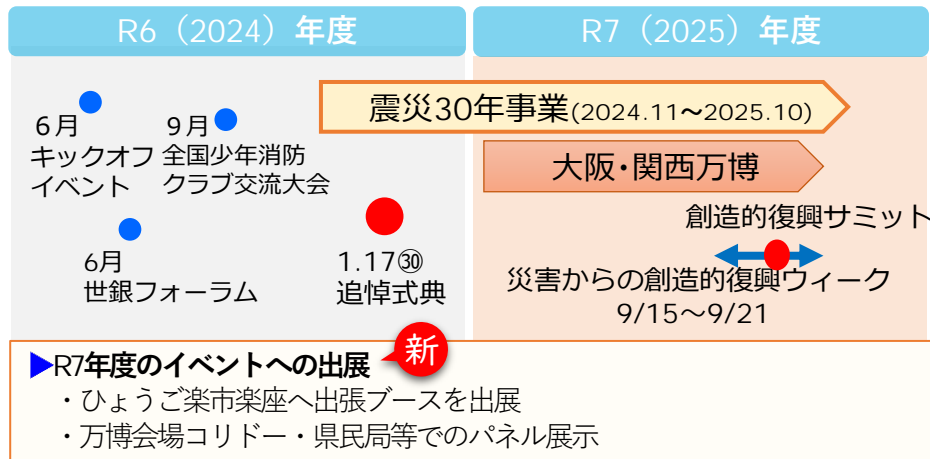 R6（2024）年度
R7（2025）年度
震災30年事業(2024.11～2025.10)
大阪・関西万博
6月
キックオフ
イベント
9月
全国少年消防
クラブ交流大会
6月
世銀フォーラム
1.17㉚
追悼式典
創造的復興サミット
災害からの創造的復興ウィーク
9/15～9/21
▶R7年度のイベントへの出展
新
・ひょうご楽市楽座へ出張ブースを出展
・万博会場コリドー・県民局等でのパネル展示